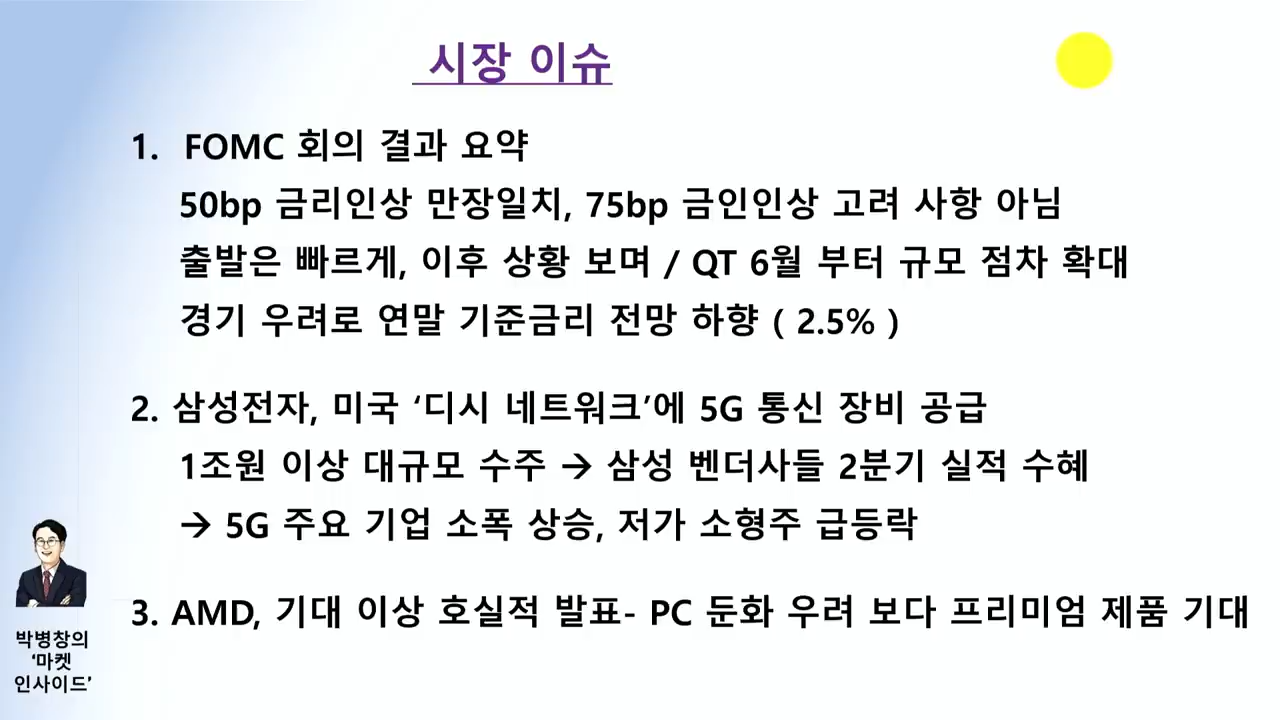 시장 이슈
1. FOMC 회의 결과 요약
50bp 금리인상 만장일치, 75bp 금인인상 고려 사항 아님
출발은 빠르게, 이후 상황 보며 / QT 6월 부터 규모 점차 확대
경기 우려로 연말 기준금리 전망 하향 ( 2.5% )
2. 삼성전자, 미국 ‘디시 네트워크’에 5G 통신 장비 공급
1조원 이상 대규모 수주 → 삼성 벤더사들 2분기 실적 수혜
→ 5G 주요 기업 소폭 상승, 저가 소형주 급등락
3. AMD, 기대 이상 호실적 발표- PC 둔화 우려 보다 프리미엄 제품 기대
박병창의
‘마켓
인사이드’